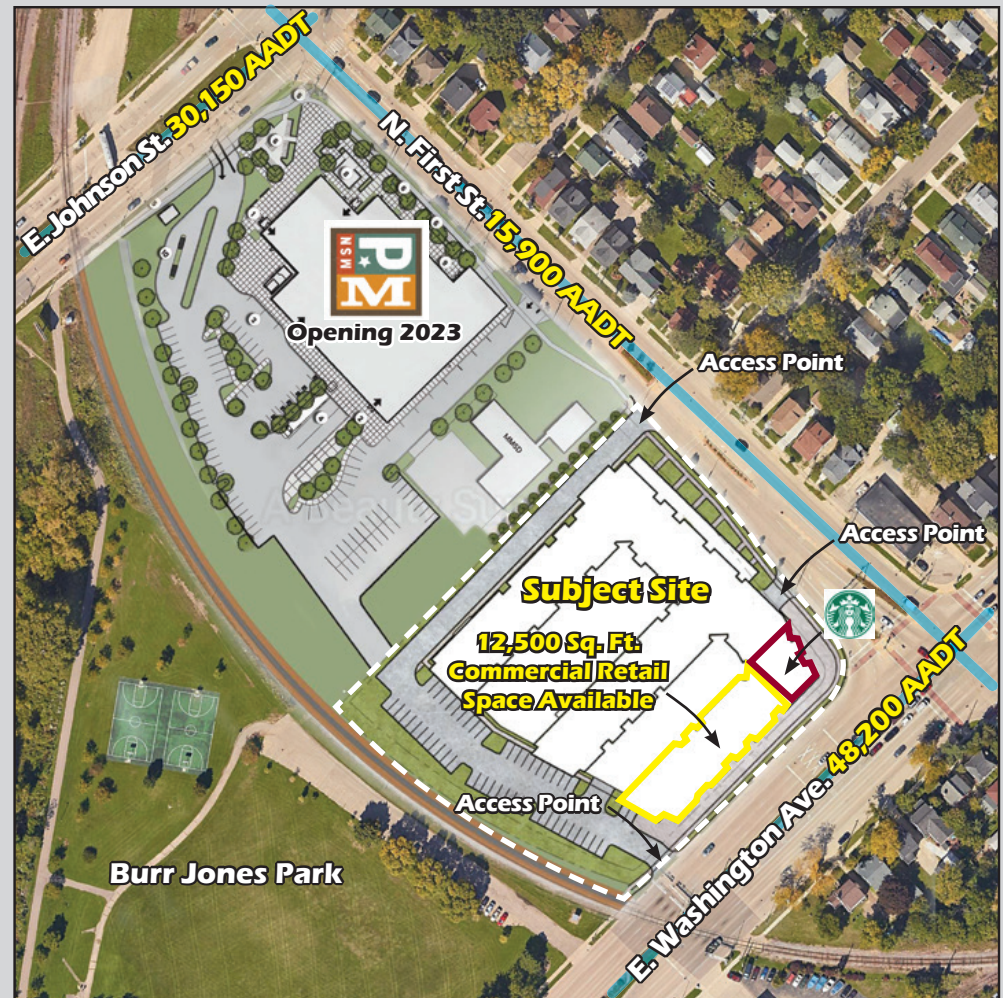 E. Johnson St. 30,150 AADT
N. First St. 15,900 AADT
MSN
PM
Opening 2023
Access Point
MMSD
Access Point
Subject Site
12,500 Sq. Ft.
Commercial Retail
Space Available
Access Point
Burr Jones Park
E. Washington Ave. 48,200 AADT